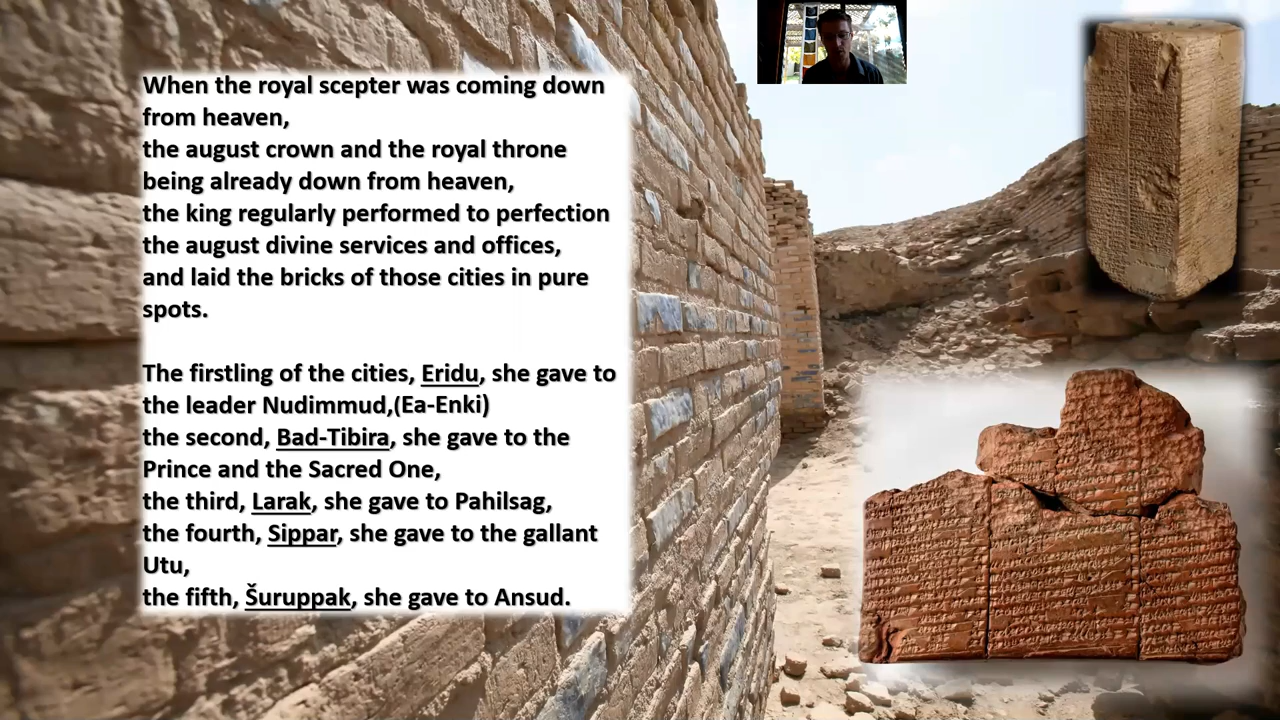 When the royal scepter was coming down
from heaven,
the august crown and the royal throne
being already down from heaven,
the king regularly performed to perfection
the august divine services and offices,
and laid the bricks of those cities in pure
spots.
The firstling of the cities, Eridu, she gave to
the leader Nudimmud,(Ea-Enki)
the second, Bad-Tibira, she gave to the
Prince and the Sacred One,
the third, Larak, she gave to Pahilsag,
the fourth, Sippar, she gave to the gallant
Utu,
the fifth, Šuruppak, she gave to Ansud.